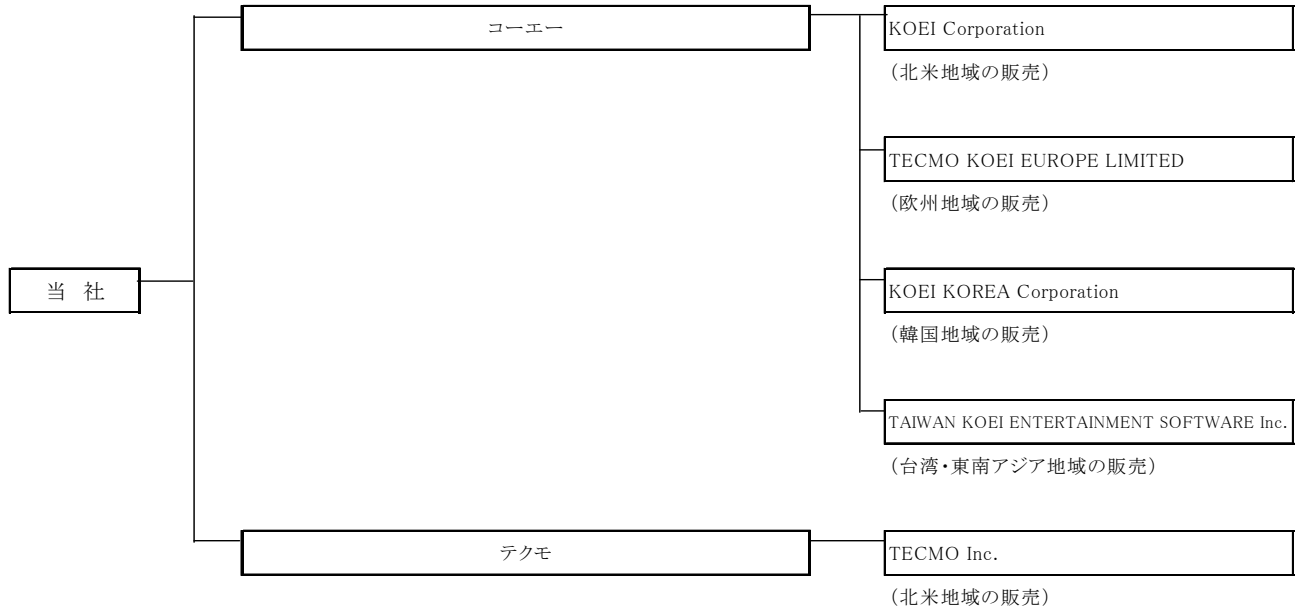 コーエー
KOEI Corporation
（北米地域の販売）
TECMO KOEI EUROPE LIMITED
（欧州地域の販売）
当　社
KOEI KOREA Corporation
（韓国地域の販売）
TAIWAN KOEI ENTERTAINMENT SOFTWARE Inc.
（台湾・東南アジア地域の販売）
テクモ
TECMO Inc.
（北米地域の販売）